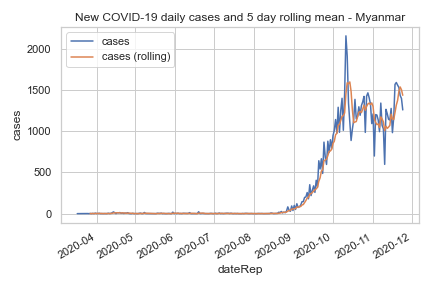 New COVID-19 daily cases and 5 day rolling mean - Myanmar
cases
cases (rolling)
2000
1500
1000
500
0
cases
2020-04
2020-05
2020-06
2020-07
2020-08
2020-09
2020-10
2020-11
2020-12
dateRep